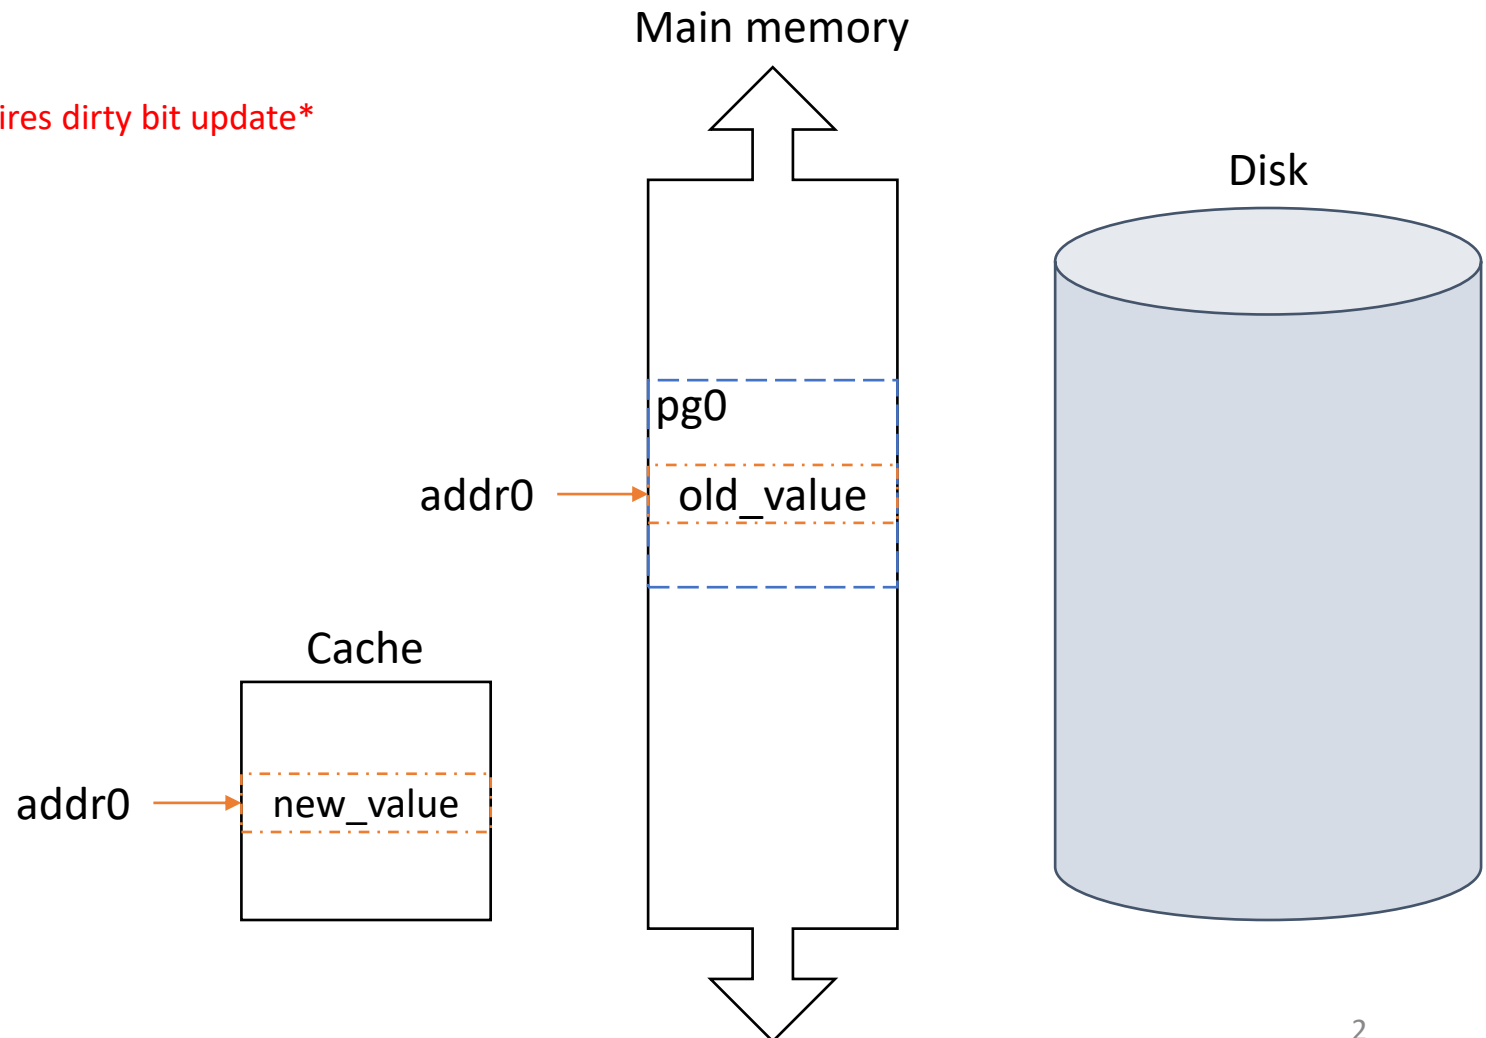 Main memory
ires dirty bit update*
Disk
pg0
addr0
old_value
Cache
addr0
new_value
2